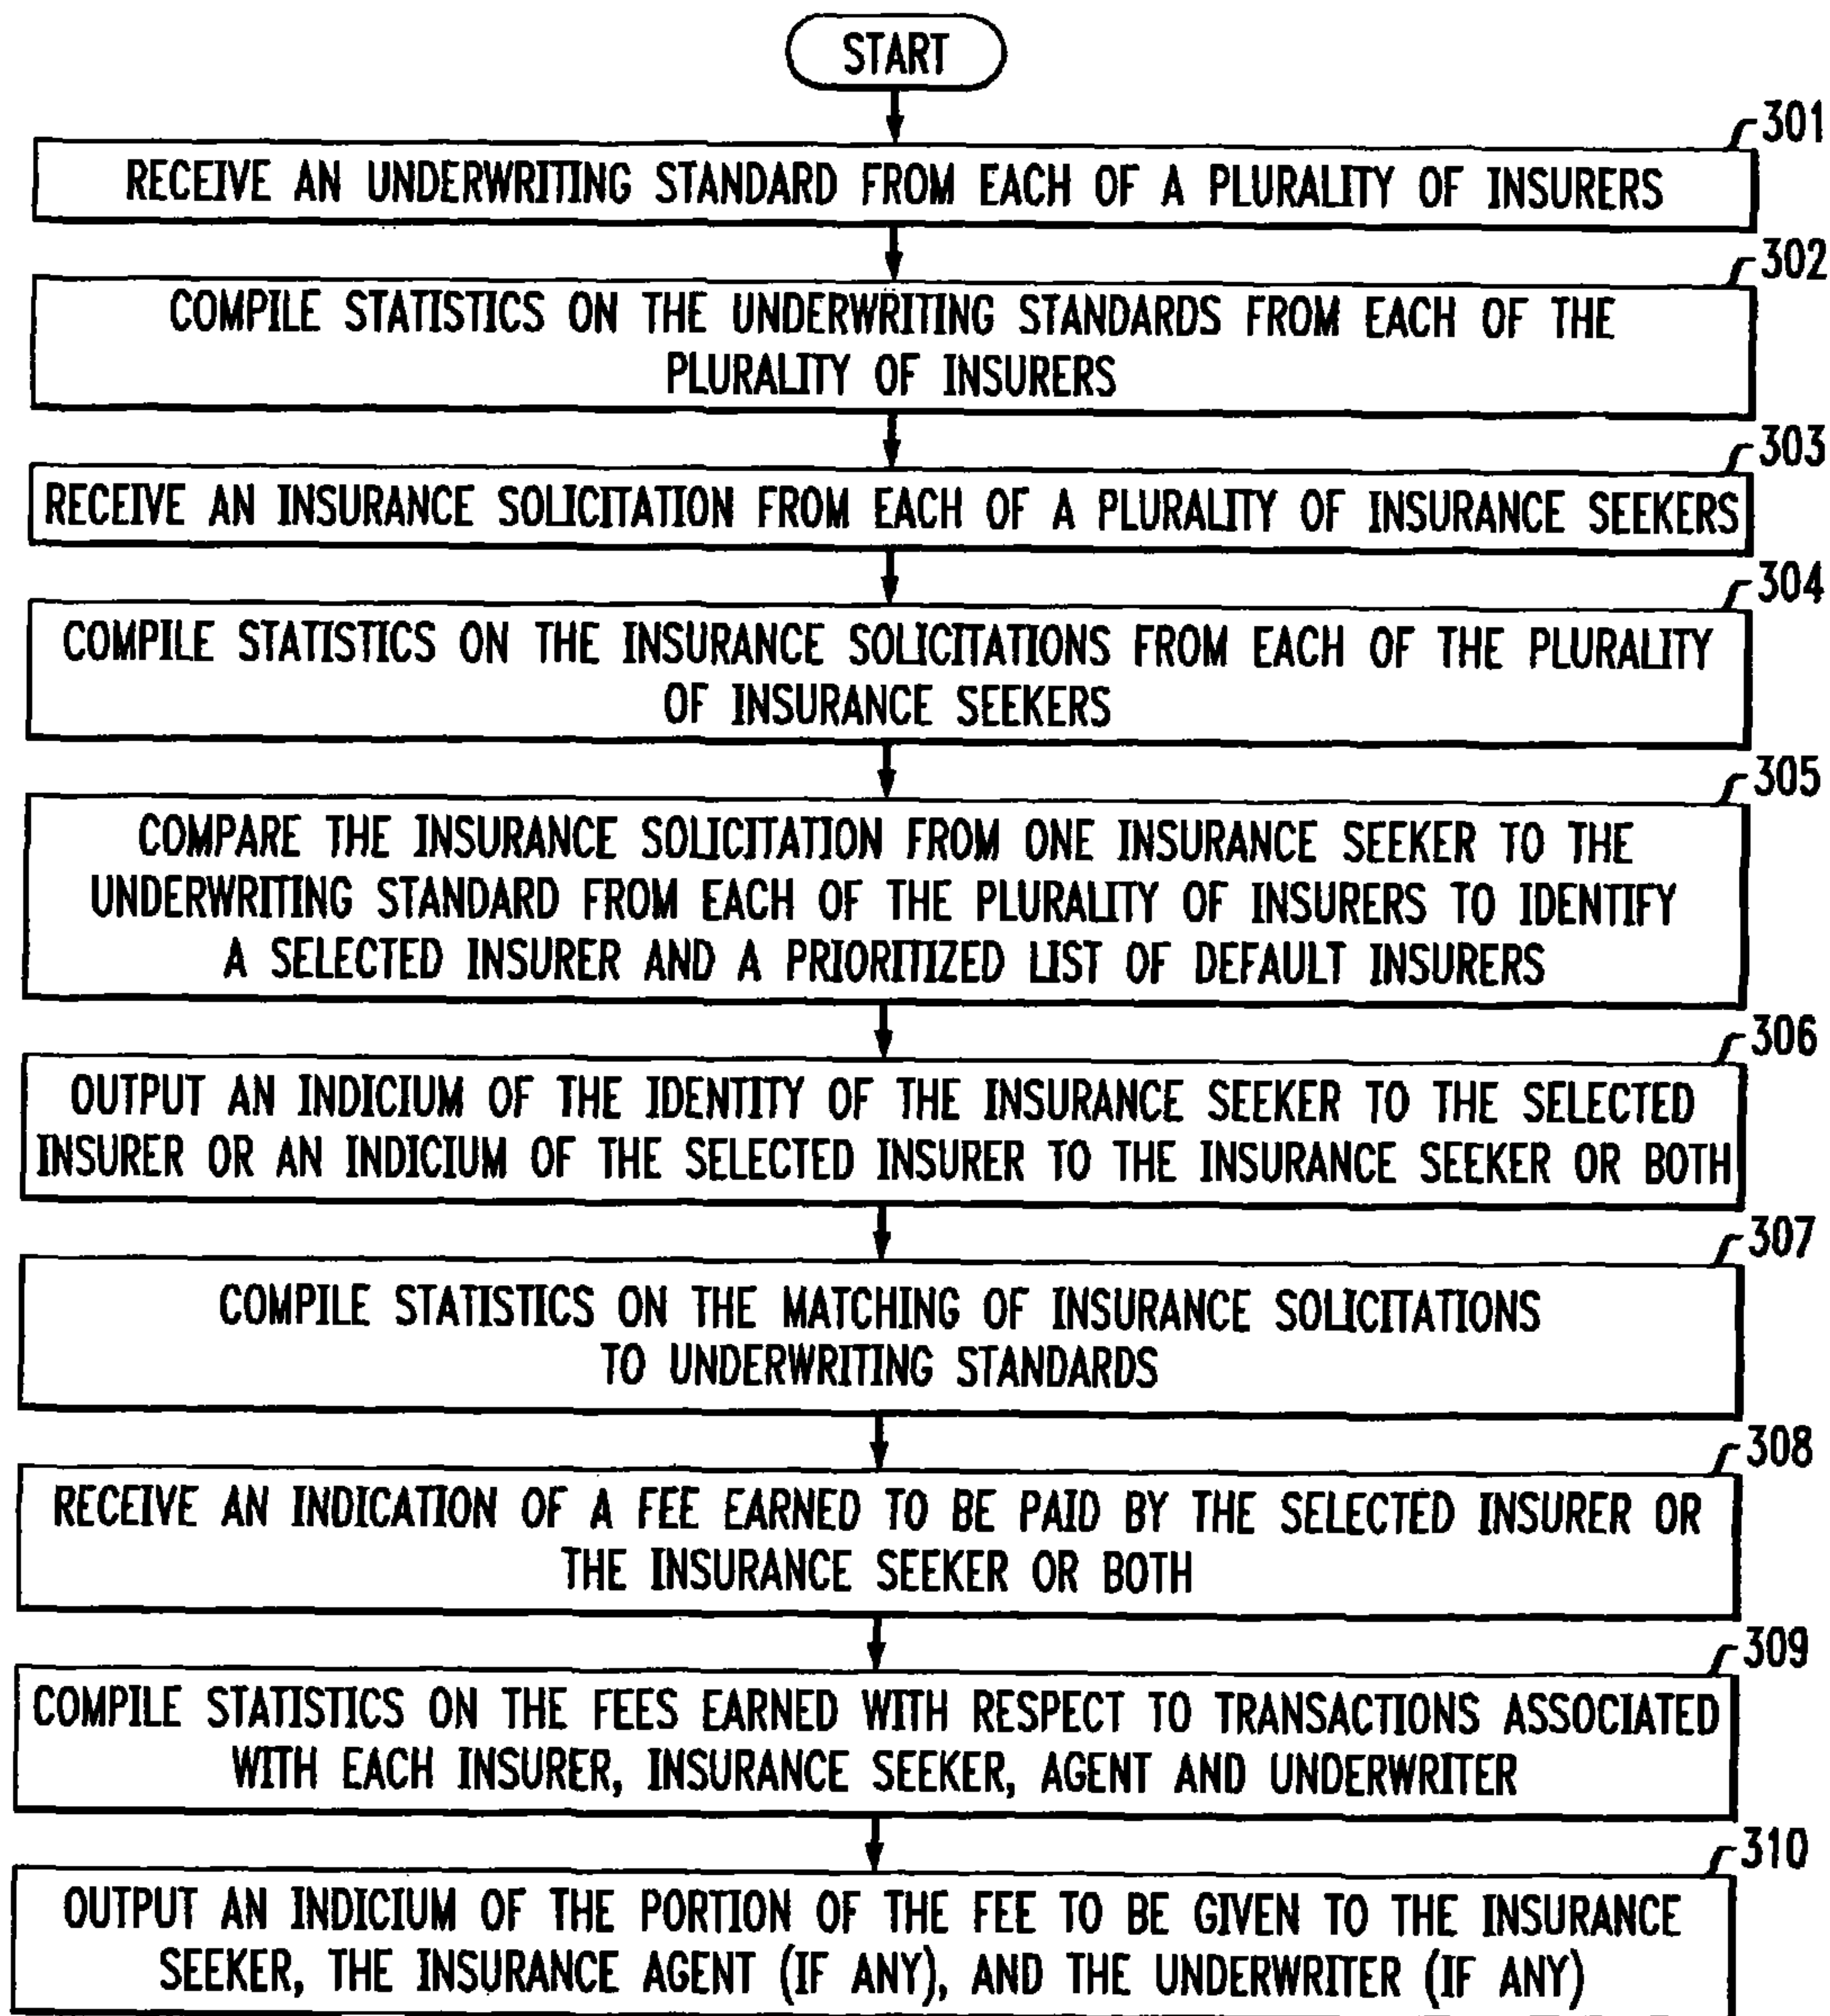 START
301
RECEIVE AN UNDERWRITING STANDARD FROM EACH OF A PLURALITY OF INSURERS
302
COMPILE STATISTICS ON THE UNDERWRITING STANDARDS FROM EACH OF THE
PLURALITY OF INSURERS
303
RECEIVE AN INSURANCE SOLICITATION FROM EACH OF A PLURALITY OF INSURANCE SEEKERS
304
COMPILE STATISTICS ON THE INSURANCE SOLICITATIONS FROM EACH OF THE PLURALITY
OF INSURANCE SEEKERS
305
COMPARE THE INSURANCE SOLICITATION FROM ONE INSURANCE SEEKER TO THE
UNDERWRITING STANDARD FROM EACH OF THE PLURALITY OF INSURERS TO IDENTIFY
A SELECTED INSURER AND A PRIORITIZED LIST OF DEFAULT INSURERS
306
OUTPUT AN INDICIUM OF THE IDENTITY OF THE INSURANCE SEEKER TO THE SELECTED
INSURER OR AN INDICIUM OF THE SELECTED INSURER TO THE INSURANCE SEEKER OR BOTH
307
COMPILE STATISTICS ON THE MATCHING OF INSURANCE SOLICITATIONS
TO UNDERWRITING STANDARDS
308
RECEIVE AN INDICATION OF A FEE EARNED TO BE PAID BY THE SELECTED INSURER OR
THE INSURANCE SEEKER OR BOTH
309
COMPILE STATISTICS ON THE FEES EARNED WITH RESPECT TO TRANSACTIONS ASSOCIATED
WITH EACH INSURER, INSURANCE SEEKER, AGENT AND UNDERWRITER
310
OUTPUT AN INDICIUM OF THE PORTION OF THE FEE TO BE GIVEN TO THE INSURANCE
SEEKER, THE INSURANCE AGENT (IF ANY), AND THE UNDERWRITER (IF ANY)